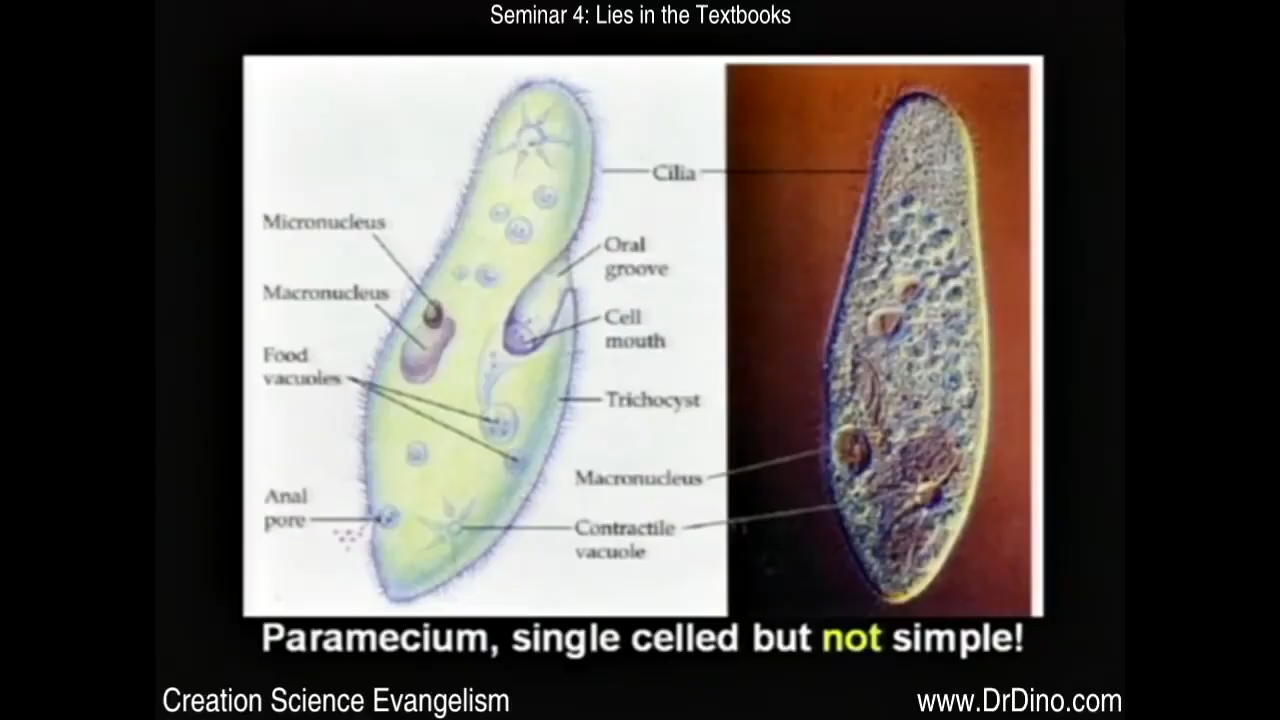 Seminar 4: Lies in the Textbooks
Cilia
Micronucleus
Oral
groove
Macronucleus
Cell
mouth
Food
vacuoles
Trichocyst
Macronucleus
Anal
pore
Contractile
vacuole
Paramecium, single celled but not simple!
Creation Science Evangelism
www.DrDino.com